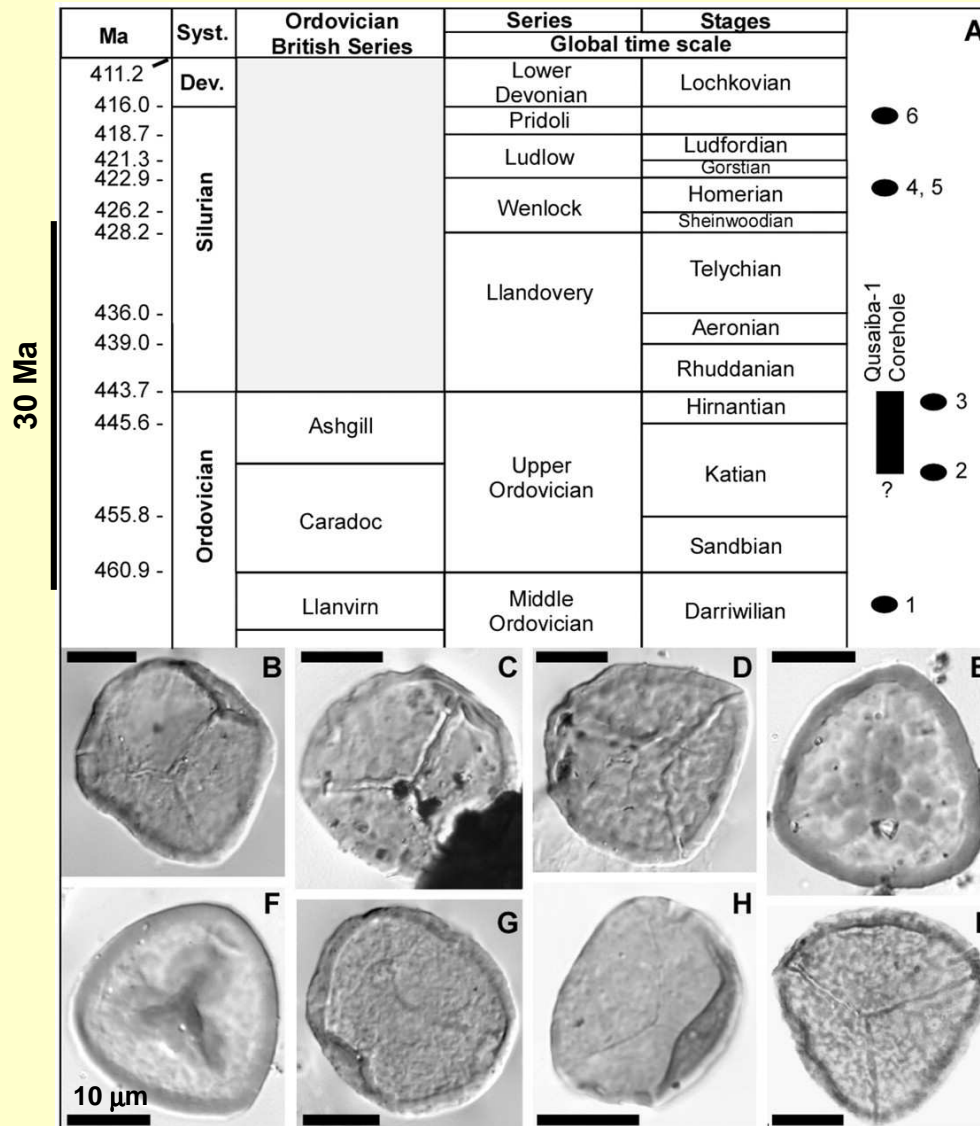 Ma
Syst.
Ordovician
British Series
Series
Stages
Global time scale
A
411.2
416.0 -
418.7 -
421.3 -
422.9 -
426.2 -
428.2 -
436.0 -
439.0 -
443.7 -
445.6 -
455.8 -
460.9 -
30 Ma
Dev.
Silurian
Ordovician
Ashgill
Caradoc
Llanvirn
Lower
Devonian
Pridoli
Ludlow
Wenlock
Llandovery
Upper
Ordovician
Middle
Ordovician
Lochkovian
Ludfordian
Gorstian
Homerian
Sheinwoodian
Telychian
Aeronian
Rhuddanian
Hirnantian
Katian
Sandbian
Darriwilian
6
4, 5
Qusaiba-1
Corehole
3
2
?
1
B
C
D
E
F
G
H
I
10 µm